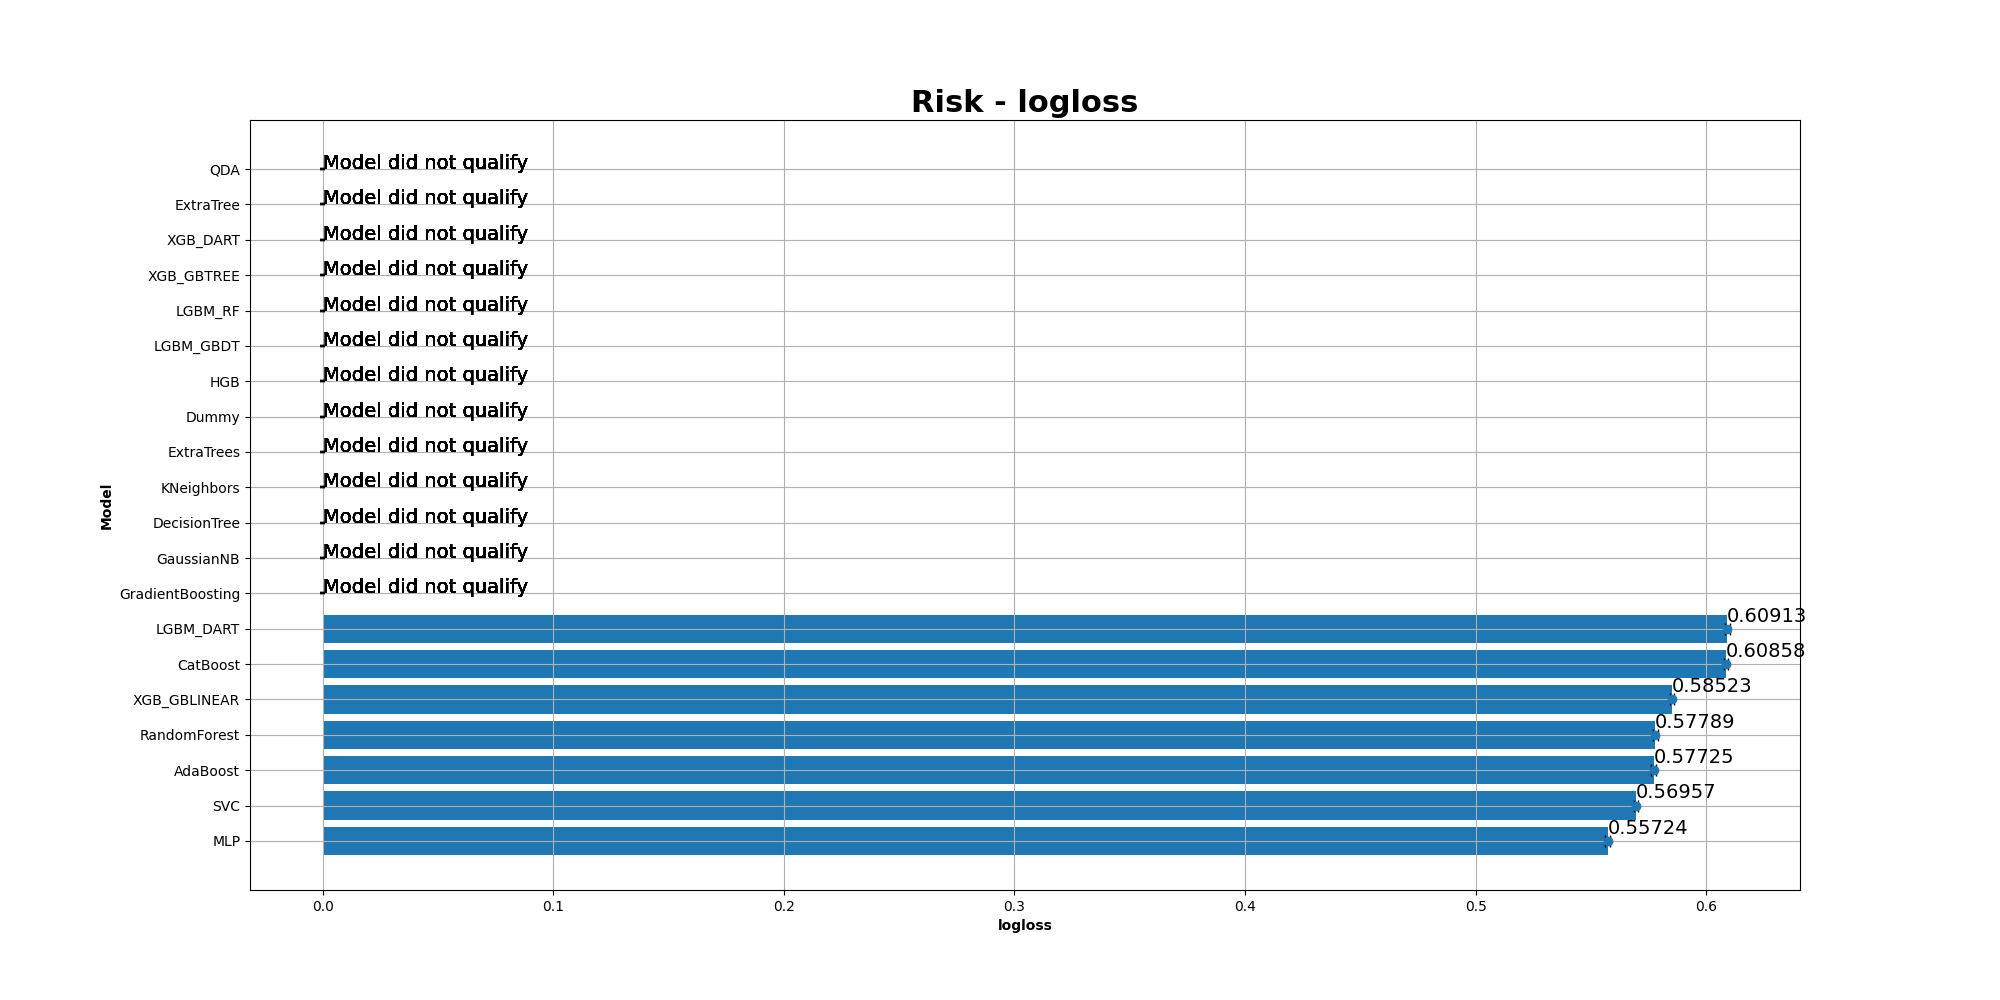 Risk - logloss
Model
QDA Model did not qualify
ExtraTree Model did not qualify
XGB_DART Model did not qualify
XGB_GBTREE Model did not qualify
LGBM_RF Model did not qualify
LGBM_GBDT Model did not qualify
HGB Model did not qualify
Dummy Model did not qualify
ExtraTrees Model did not qualify
KNeighbors Model did not qualify
DecisionTree Model did not qualify
GaussianNB Model did not qualify
GradientBoosting Model did not qualify
LGBM_DART 0.60913
CatBoost 0.60858
XGB_GBLINEAR 0.58523
RandomForest 0.57789
AdaBoost 0.57725
SVC 0.56957
MLP 0.55724
0.0 0.1 0.2 0.3 0.4 0.5 0.6
logloss